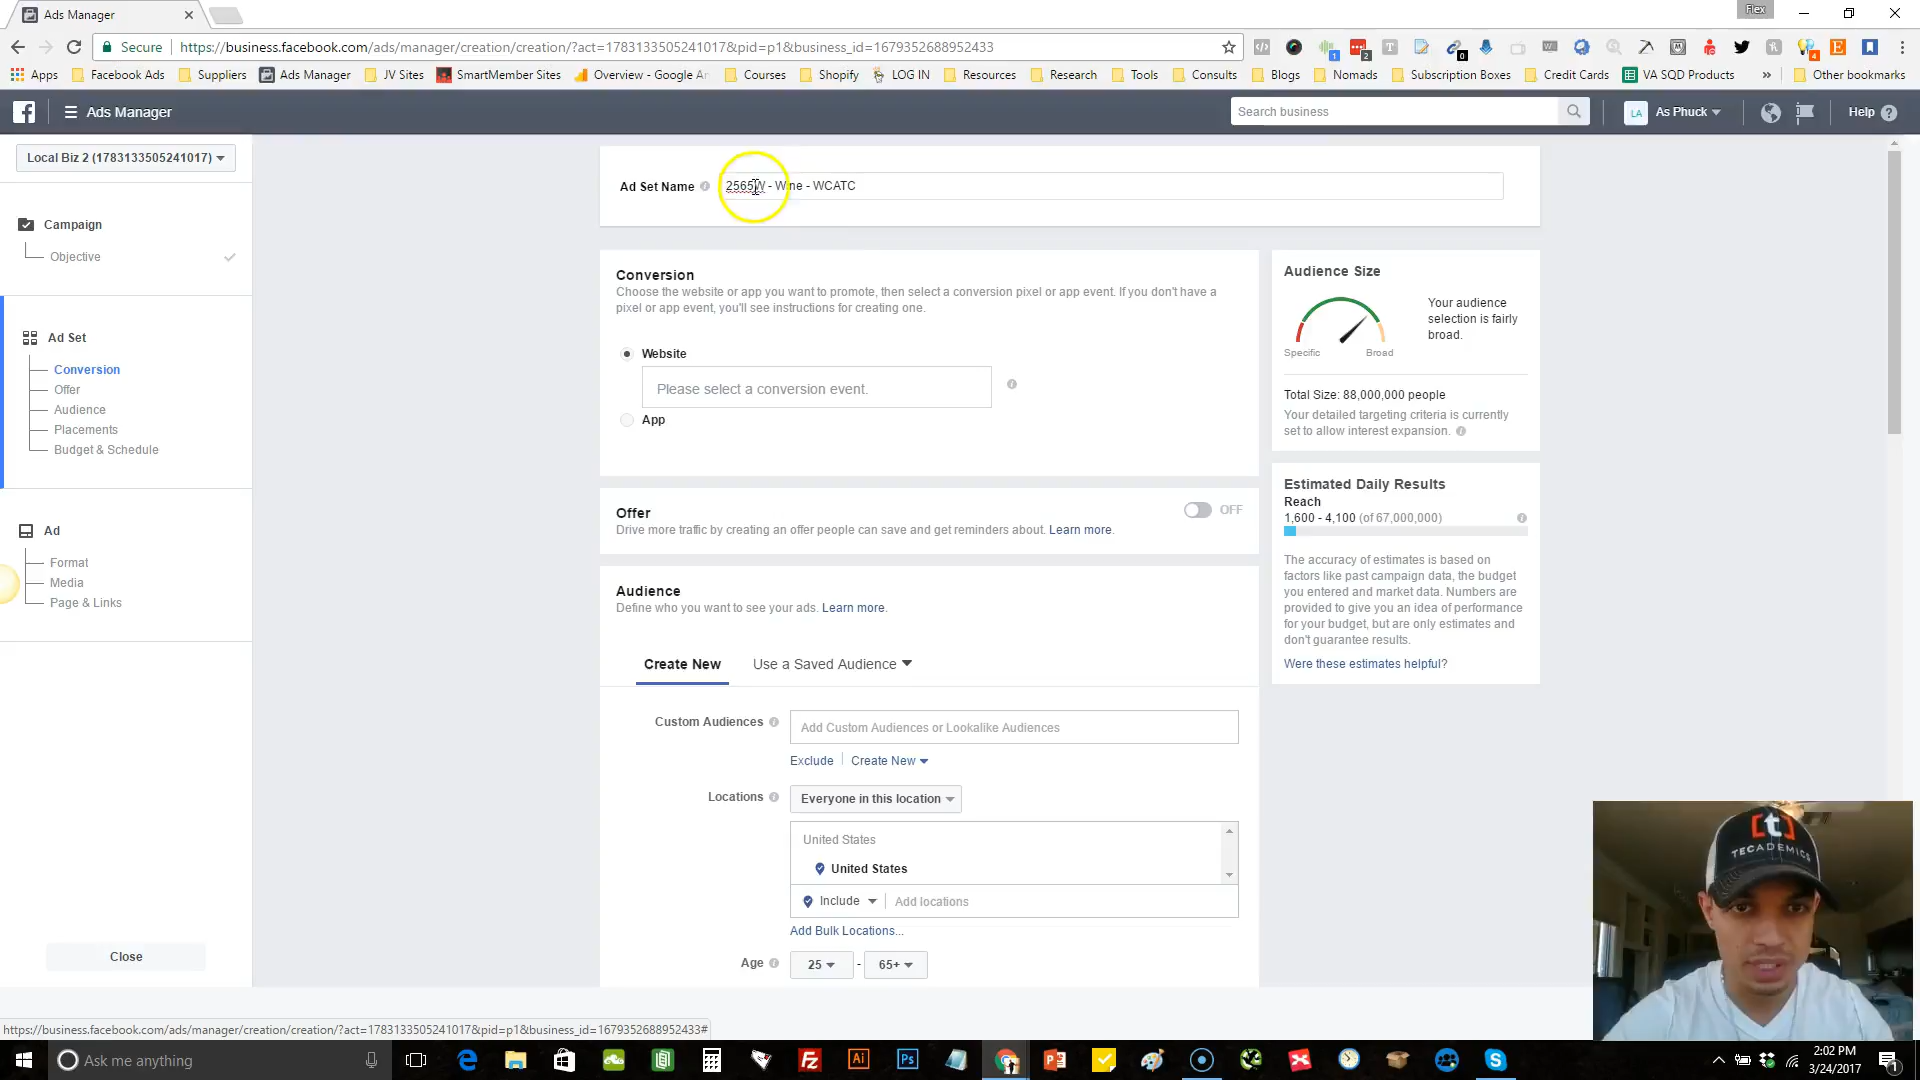 Ads Manager
Flex
Secure
https://business.facebook.com/ads/manager/creation/creation/?act=1783133505241017&pid=p1&business_id=1679352688952433
Apps
Facebook Ads
Suppliers
Ads Manager
JV Sites
SmartMember Sites
Overview - Google An
Courses
Shopify
LOG IN
Resources
Research
Tools
Consults
Blogs
Nomads
Subscription Boxes
Credit Cards
VA SQD Products
»
Other bookmarks
Ads Manager
Search business
LA
As Phuck
Help
Local Biz 2 (1783133505241017)
Campaign
Objective
Ad Set
Conversion
Offer
Audience
Placements
Budget & Schedule
Ad
Format
Media
Page & Links
Close
Ad Set Name
2565W - Wine - WCATC
Conversion
Choose the website or app you want to promote, then select a conversion pixel or app event. If you don't have a
pixel or app event, you'll see instructions for creating one.
Website
Please select a conversion event.
App
Offer
OFF
Drive more traffic by creating an offer people can save and get reminders about. Learn more.
Audience
Define who you want to see your ads. Learn more.
Create New
Use a Saved Audience
Custom Audiences
Add Custom Audiences or Lookalike Audiences
Exclude
Create New
Locations
Everyone in this location
United States
United States
Include
Add locations
Add Bulk Locations...
Age
25
-
65+
Audience Size
Your audience
selection is fairly
broad.
Specific
Broad
Total Size: 88,000,000 people
Your detailed targeting criteria is currently
set to allow interest expansion.
Estimated Daily Results
Reach
1,600 - 4,100 (of 67,000,000)
The accuracy of estimates is based on
factors like past campaign data, the budget
you entered and market data. Numbers are
provided to give you an idea of performance
for your budget, but are only estimates and
don't guarantee results.
Were these estimates helpful?
[t]
TECADEMICS
https://business.facebook.com/ads/manager/creation/creation/?act=1783133505241017&pid=p1&business_id=1679352688952433#
Ask me anything
2:02 PM
3/24/2017